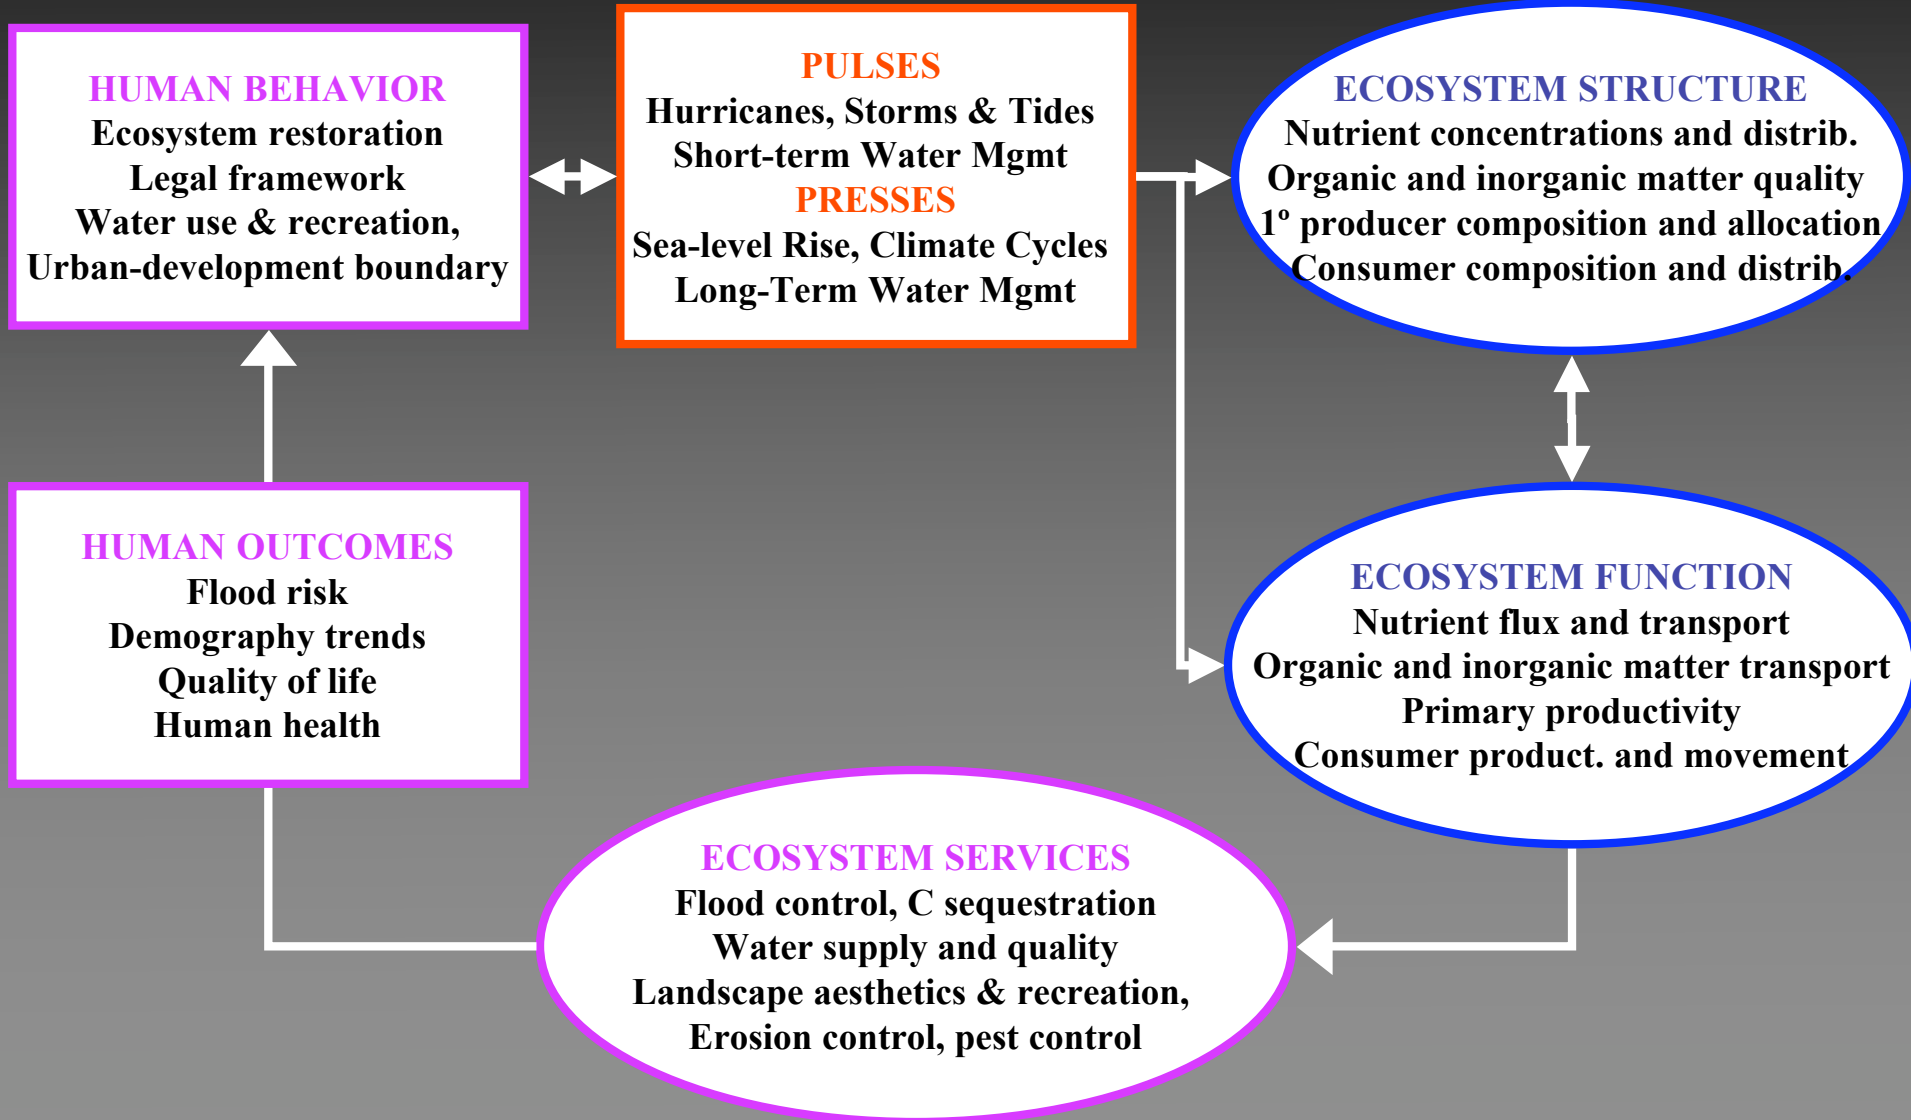 HUMAN BEHAVIOR
Ecosystem restoration
Legal framework
Water use & recreation,
Urban-development boundary
PULSES
Hurricanes, Storms & Tides
Short-term Water Mgmt
PRESSES
Sea-level Rise, Climate Cycles
Long-Term Water Mgmt
ECOSYSTEM STRUCTURE
Nutrient concentrations and distrib.
Organic and inorganic matter quality
1º producer composition and allocation
Consumer composition and distrib.
HUMAN OUTCOMES
Flood risk
Demography trends
Quality of life
Human health
ECOSYSTEM FUNCTION
Nutrient flux and transport
Organic and inorganic matter transport
Primary productivity
Consumer product. and movement
ECOSYSTEM SERVICES
Flood control, C sequestration
Water supply and quality
Landscape aesthetics & recreation,
Erosion control, pest control